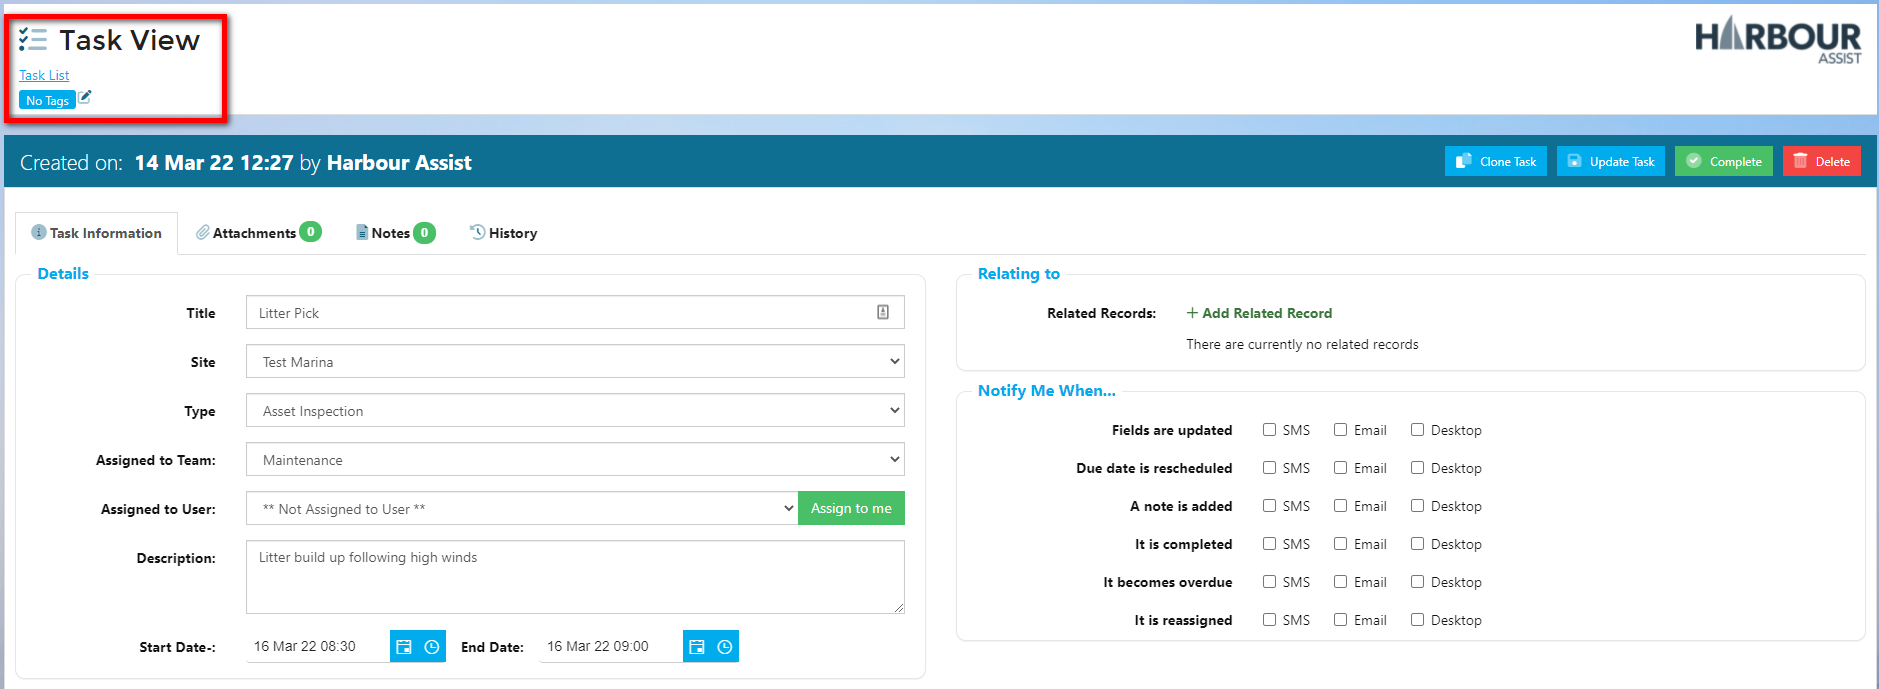 Task View
HARBOUR
ASSIST
Task List
No Tags
Created on: 14 Mar 22 12:27 by Harbour Assist
Clone Task
Update Task
Complete
Delete
Task Information
Attachments 0
Notes 0
History
Details
Title
Litter Pick
Site
Test Marina
Type
Asset Inspection
Assigned to Team:
Maintenance
Assigned to User:
** Not Assigned to User **
Assign to me
Description:
Litter build up following high winds
Start Date-:
16 Mar 22 08:30
End Date:
16 Mar 22 09:00
Relating to
Related Records:
+ Add Related Record
There are currently no related records
Notify Me When...
Fields are updated SMS Email Desktop
Due date is rescheduled SMS Email Desktop
A note is added SMS Email Desktop
It is completed SMS Email Desktop
It becomes overdue SMS Email Desktop
It is reassigned SMS Email Desktop